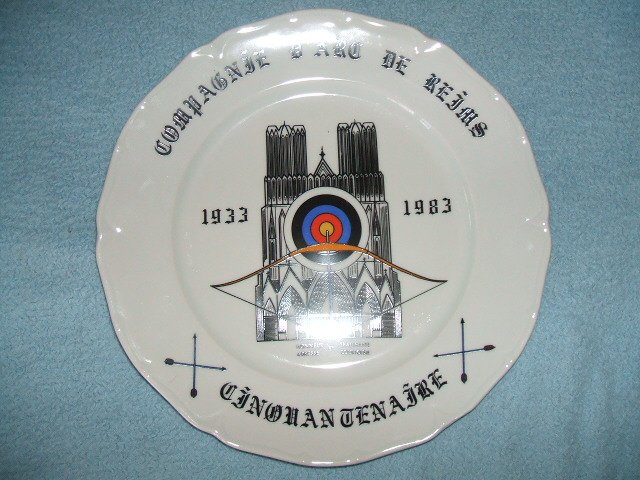 COMPAGNIE D'ARC DE REIMS
1933 1983
CINQUANTENAIRE